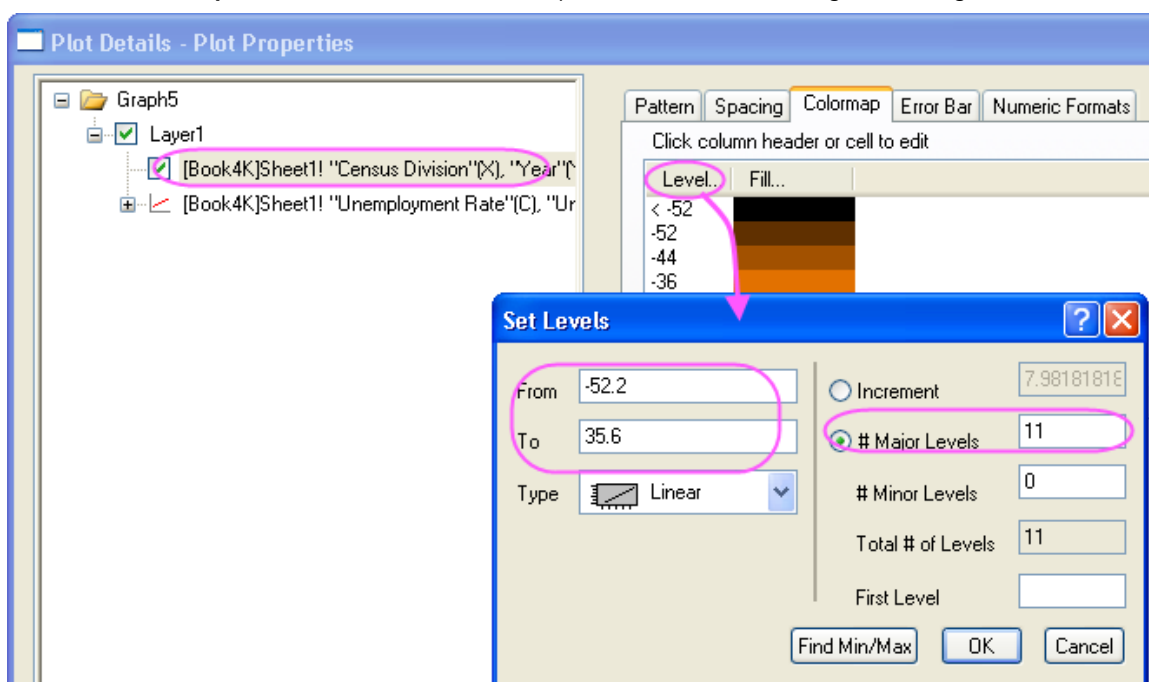 Plot Details - Plot Properties
Graph5
Layer1
[Book4K]Sheet1! "Census Division"(X), "Year"(
[Book4K]Sheet1! "Unemployment Rate"(C), "Ur
Pattern Spacing Colormap Error Bar Numeric Formats
Click column header or cell to edit
Level.. Fill...
< -52
-52
-44
-36
Set Levels
From -52.2
To 35.6
Type Linear
Increment 7.98181818
# Major Levels 11
# Minor Levels 0
Total # of Levels 11
First Level
Find Min/Max OK Cancel